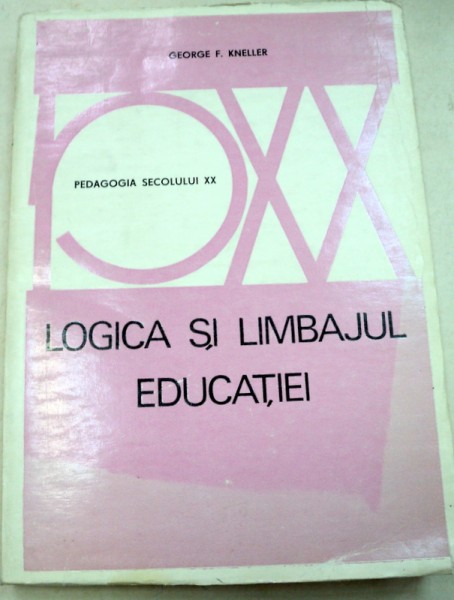 GEORGE F. KNELLER
PEDAGOGIA SECOLULUI XX
LOGICA ȘI LIMBAJUL
EDUCAȚIEI